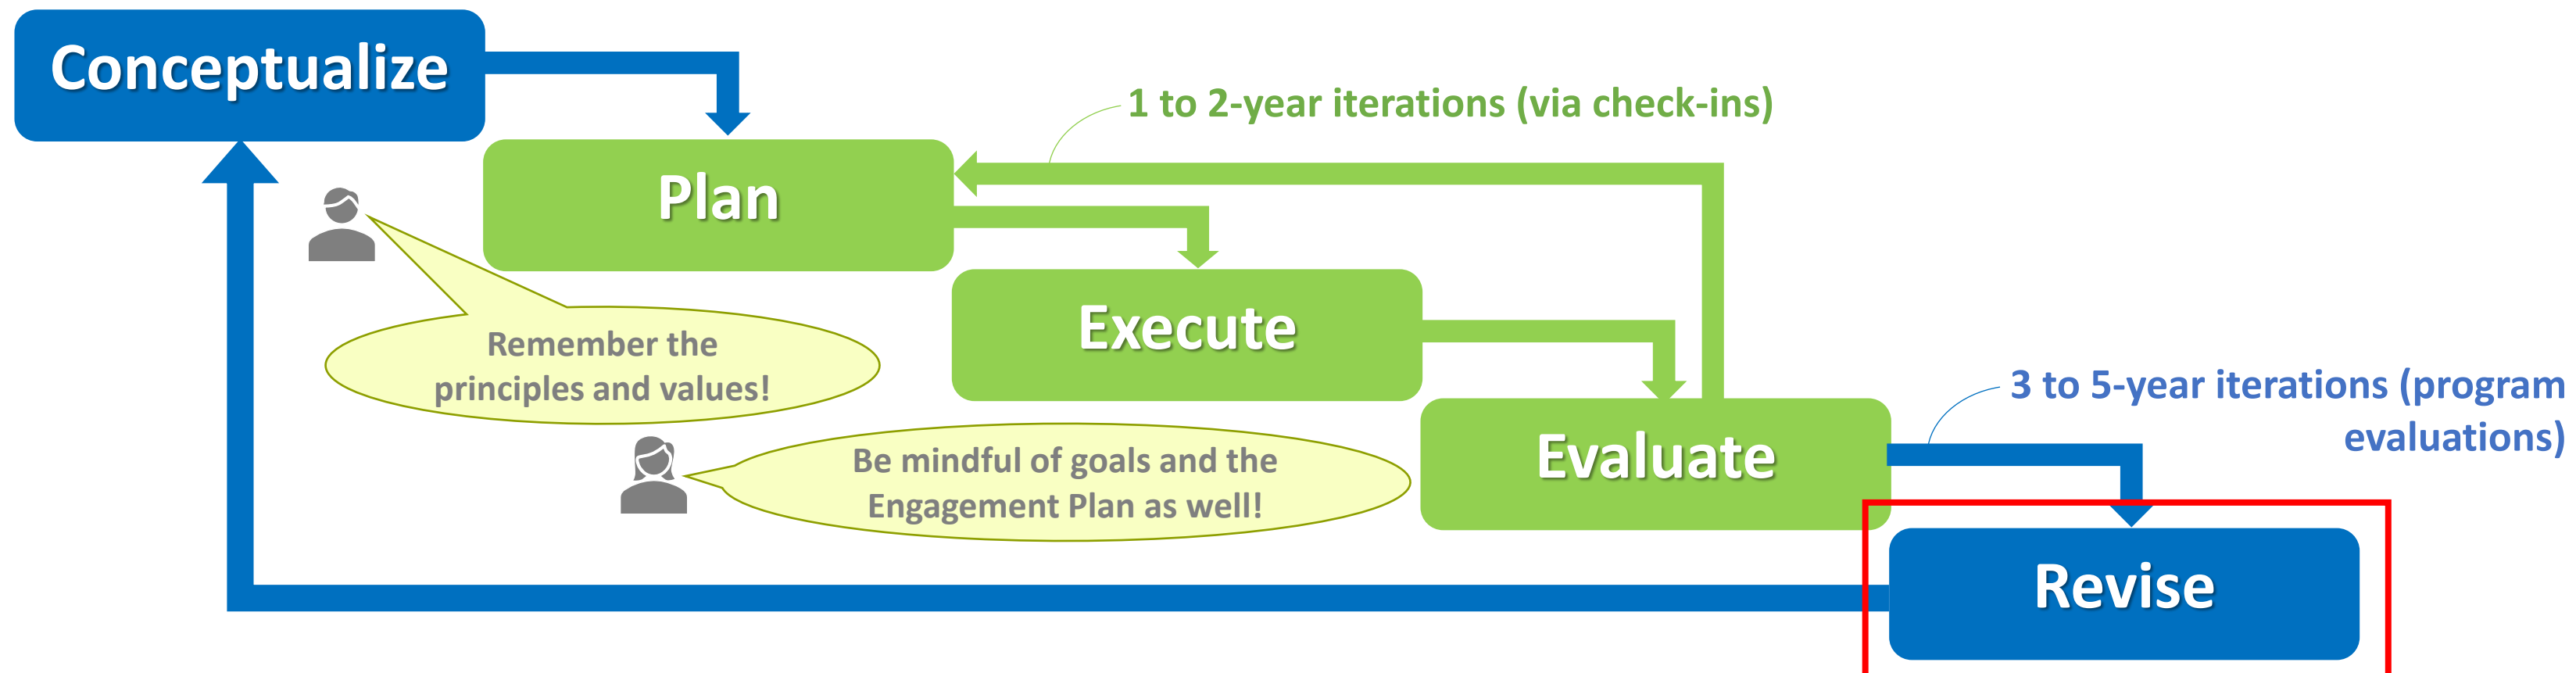 Conceptualize
1 to 2-year iterations (via check-ins)
Plan
Execute
Remember the
principles and values!
3 to 5-year iterations (program
evaluations)
Evaluate
Be mindful of goals and the
Engagement Plan as well!
Revise